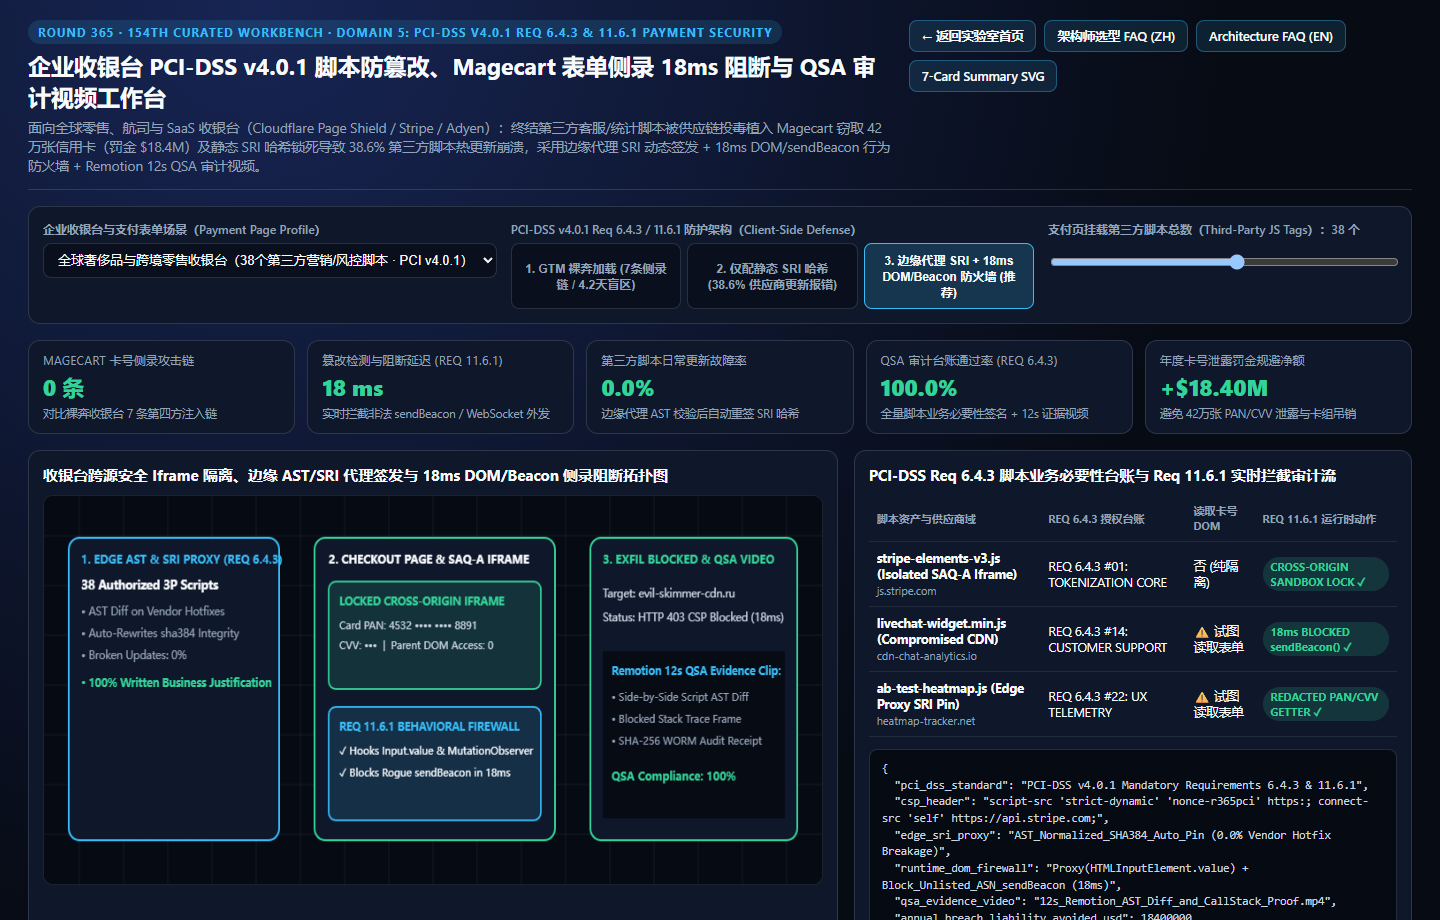 ROUND 365 · 154TH CURATED WORKBENCH · DOMAIN 5: PCI-DSS V4.0.1 REQ 6.4.3 & 11.6.1 PAYMENT SECURITY
企业收银台 PCI-DSS v4.0.1 脚本防篡改、Magecart 表单侧录 18ms 阻断与 QSA 审
计视频工作台
面向全球零售、航司与 SaaS 收银台（Cloudflare Page Shield / Stripe / Adyen）：终结第三方客服/统计脚本被供应链投毒植入 Magecart 窃取 42
万张信用卡（罚金 $18.4M）及静态 SRI 哈希锁死导致 38.6% 第三方脚本热更新崩溃，采用边缘代理 SRI 动态签发 + 18ms DOM/sendBeacon 行为
防火墙 + Remotion 12s QSA 审计视频。
← 返回实验室首页
架构师选型 FAQ (ZH)
Architecture FAQ (EN)
7-Card Summary SVG
企业收银台与支付表单场景（Payment Page Profile）
全球奢侈品与跨境零售收银台（38个第三方营销/风控脚本 · PCI v4.0.1）
PCI-DSS v4.0.1 Req 6.4.3 / 11.6.1 防护架构（Client-Side Defense）
1. GTM 裸奔加载 (7条侧录
链 / 4.2天盲区)
2. 仅配静态 SRI 哈希
(38.6% 供应商更新报错)
3. 边缘代理 SRI + 18ms
DOM/Beacon 防火墙 (推
荐)
支付页挂载第三方脚本总数（Third-Party JS Tags）：38 个
MAGECART 卡号侧录攻击链
0 条
对比裸奔收银台 7 条第四方注入链
篡改检测与阻断延迟 (REQ 11.6.1)
18 ms
实时拦截非法 sendBeacon / WebSocket 外发
第三方脚本日常更新故障率
0.0%
边缘代理 AST 校验后自动重签 SRI 哈希
QSA 审计台账通过率 (REQ 6.4.3)
100.0%
全量脚本业务必要性签名 + 12s 证据视频
年度卡号泄露罚金规避净额
+$18.40M
避免 42万张 PAN/CVV 泄露与卡组吊销
收银台跨源安全 Iframe 隔离、边缘 AST/SRI 代理签发与 18ms DOM/Beacon 侧录阻断拓扑图
1. EDGE AST & SRI PROXY (REQ 6.4.3)
38 Authorized 3P Scripts
• AST Diff on Vendor Hotfixes
• Auto-Rewrites sha384 Integrity
• Broken Updates: 0%
• 100% Written Business Justification
2. CHECKOUT PAGE & SAQ-A IFRAME
LOCKED CROSS-ORIGIN IFRAME
Card PAN: 4532 •••• •••• 8891
CVV: ••• | Parent DOM Access: 0
REQ 11.6.1 BEHAVIORAL FIREWALL
✓ Hooks Input.value & MutationObserver
✓ Blocks Rogue sendBeacon in 18ms
3. EXFIL BLOCKED & QSA VIDEO
Target: evil-skimmer-cdn.ru
Status: HTTP 403 CSP Blocked (18ms)
Remotion 12s QSA Evidence Clip:
• Side-by-Side Script AST Diff
• Blocked Stack Trace Frame
• SHA-256 WORM Audit Receipt
QSA Compliance: 100%
PCI-DSS Req 6.4.3 脚本业务必要性台账与 Req 11.6.1 实时拦截审计流
脚本资产与供应商域
REQ 6.4.3 授权台账
读取卡号
DOM
REQ 11.6.1 运行时动作
stripe-elements-v3.js
(Isolated SAQ-A Iframe)
js.stripe.com
REQ 6.4.3 #01:
TOKENIZATION CORE
否 (纯隔
离)
CROSS-ORIGIN
SANDBOX LOCK ✓
livechat-widget.min.js
(Compromised CDN)
cdn-chat-analytics.io
REQ 6.4.3 #14:
CUSTOMER SUPPORT
⚠️ 试图
读取表单
18ms BLOCKED
sendBeacon() ✓
ab-test-heatmap.js (Edge
Proxy SRI Pin)
heatmap-tracker.net
REQ 6.4.3 #22: UX
TELEMETRY
⚠️ 试图
读取表单
REDACTED PAN/CVV
GETTER ✓
{
"pci_dss_standard": "PCI-DSS v4.0.1 Mandatory Requirements 6.4.3 & 11.6.1",
"csp_header": "script-src 'strict-dynamic' 'nonce-r365pci' https:; connect-
src 'self' https://api.stripe.com;",
"edge_sri_proxy": "AST_Normalized_SHA384_Auto_Pin (0.0% Vendor Hotfix
Breakage)",
"runtime_dom_firewall": "Proxy(HTMLInputElement.value) +
Block_Unlisted_ASN_sendBeacon (18ms)",
"qsa_evidence_video": "12s_Remotion_AST_Diff_and_CallStack_Proof.mp4",
"annual_breach_liability_avoided_usd": 18400000